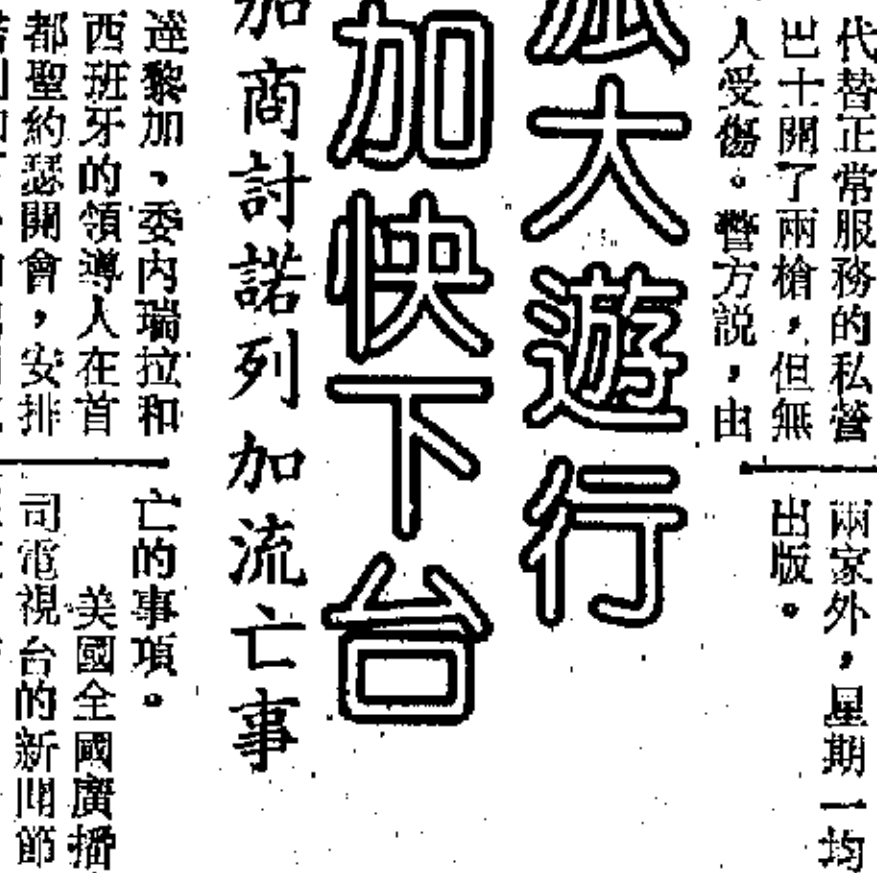 代替正常服務的私營
巴士開了兩槍，但無
人受傷。警方説，由
兩家外，星期一均
出版。
大遊行
加快下台
加商討諾列加流亡事
達黎加、委內瑞拉和
西班牙的領導人在首
都聖約瑟開會，安排
亡的事項。
美國全國廣播
司電視台的新聞節